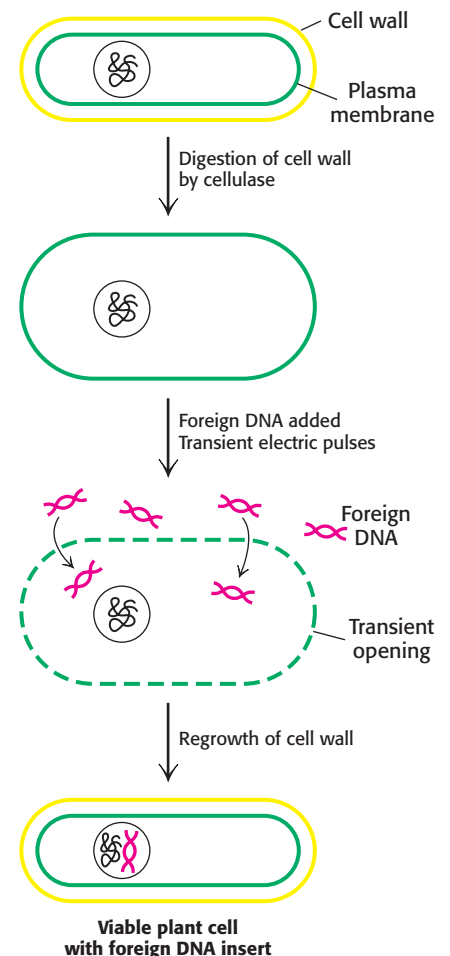 Cell wall
Plasma
membrane
Digestion of cell wall
by cellulase
Foreign DNA added
Transient electric pulses
Foreign
DNA
Transient
opening
Regrowth of cell wall
Viable plant cell
with foreign DNA insert